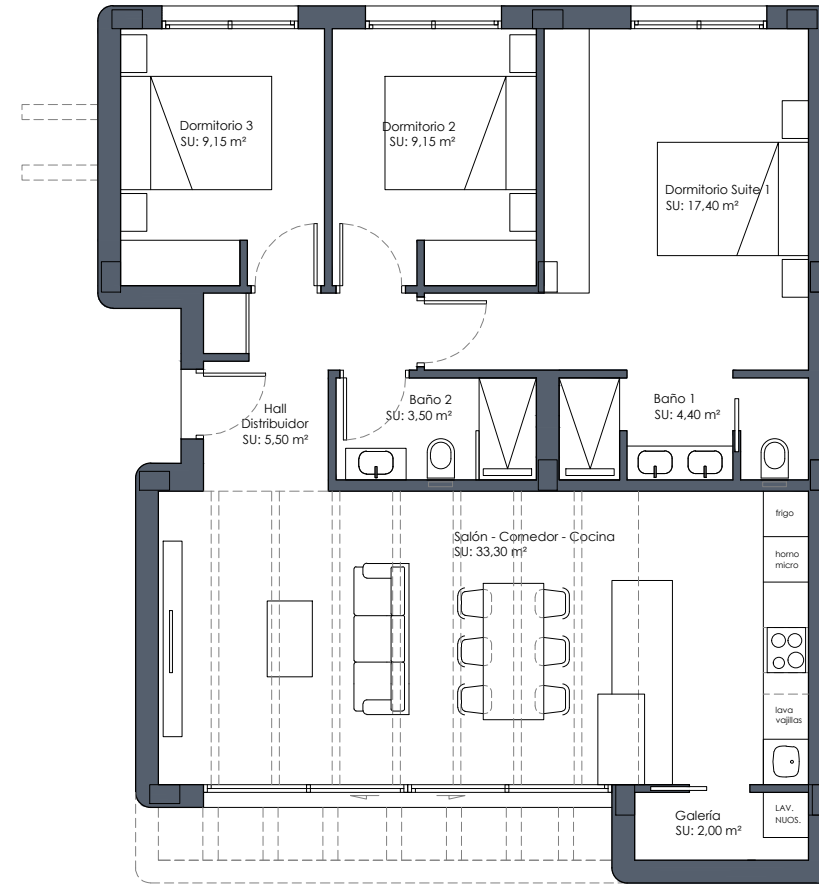 Dormitorio 3
SU: 9,15 m²
Dormitorio 2
SU: 9,15 m²
Dormitorio Suite 1
SU: 17,40 m²
Hall
Distribuidor
SU: 5,50 m²
Baño 2
SU: 3,50 m²
Baño 1
SU: 4,40 m²
Salón - Comedor - Cocina
SU: 33,30 m²
frigo
horno
micro
lava
vajillas
Galería
SU: 2,00 m²
LAV.
NUOS.